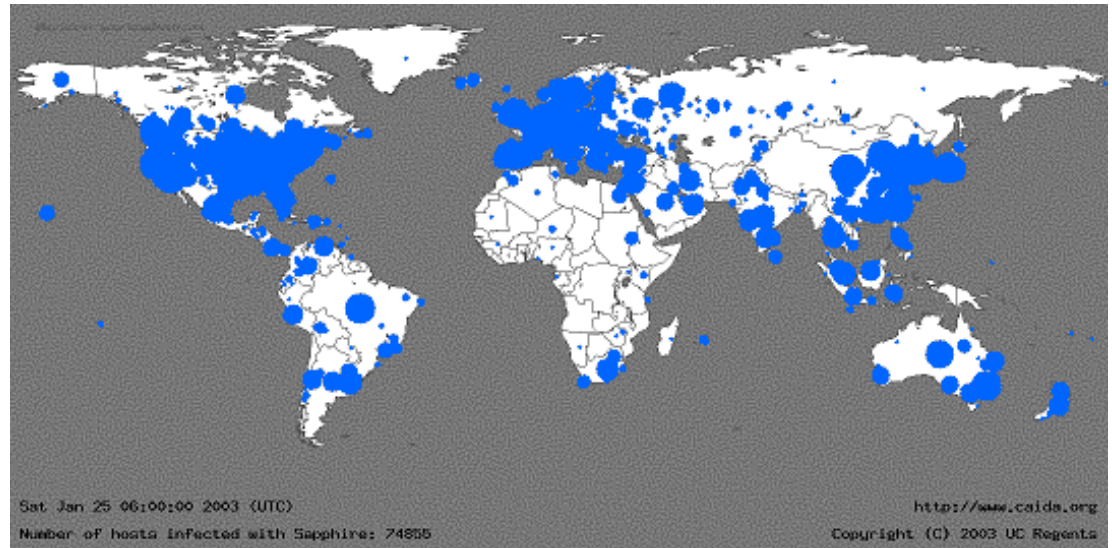 Sat Jan 25 06:00:00 2003 (UTC)
Number of hosts infected with Sapphire: 74855
http://www.caida.org
Copyright (C) 2003 UC Regents